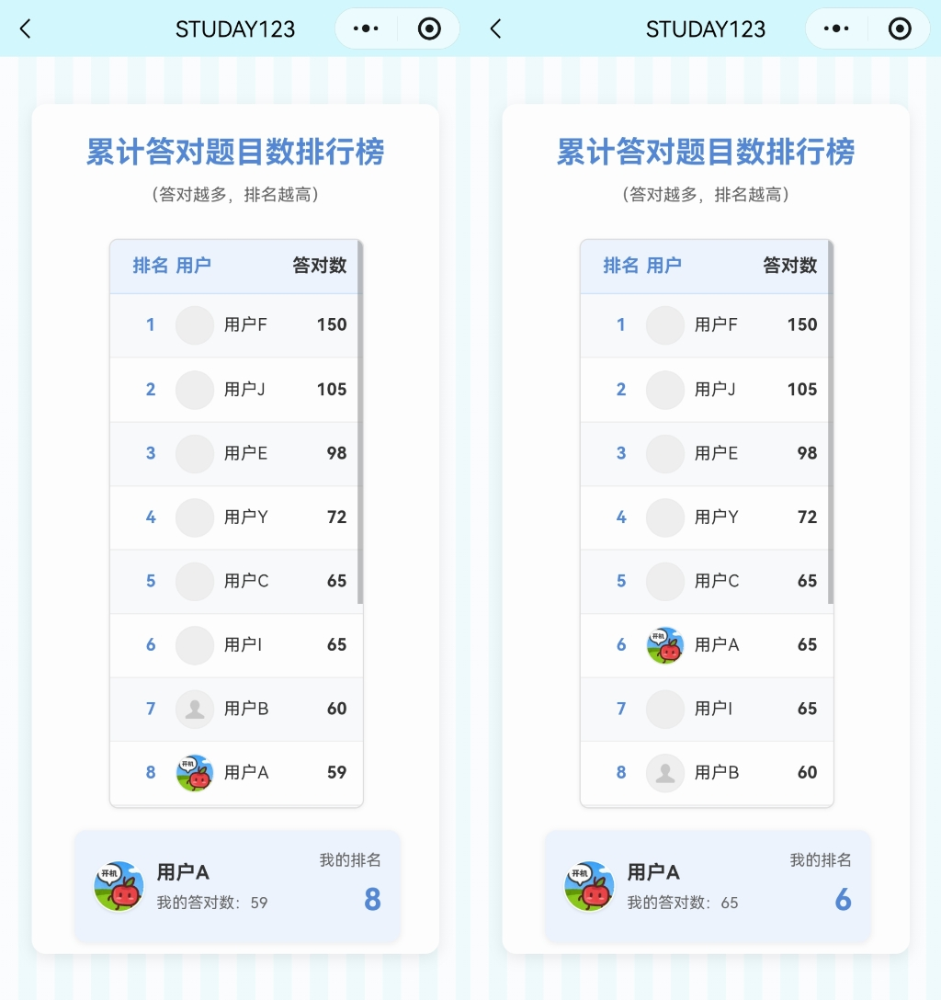 STUDAY123
累计答对题目数排行榜
(答对越多，排名越高)
排名 用户 答对数
1 用户F 150
2 用户J 105
3 用户E 98
4 用户Y 72
5 用户C 65
6 用户I 65
7 用户B 60
8 开机 用户A 59
开机
用户A
我的答对数：59
我的排名
8
STUDAY123
累计答对题目数排行榜
(答对越多，排名越高)
排名 用户 答对数
1 用户F 150
2 用户J 105
3 用户E 98
4 用户Y 72
5 用户C 65
6 开机 用户A 65
7 用户I 65
8 用户B 60
开机
用户A
我的答对数：65
我的排名
6